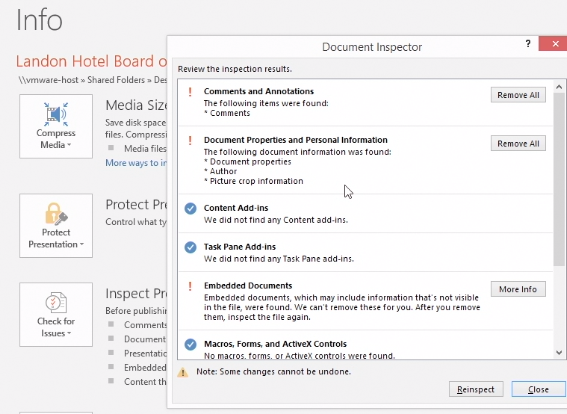 Info
Landon Hotel Board o
\\vmware-host » Shared Folders » Des
Compress
Media
Media Size
Save disk space
files. Compressi
Media files
More ways to in
Protect
Presentation
Protect Pre
Control what ty
Check for
Issues
Inspect Pr
Before publishin
Comments
Document
Presentatio
Embedded
Content th
Document Inspector
?
Review the inspection results.
! Comments and Annotations
The following items were found:
* Comments
Remove All
! Document Properties and Personal Information
The following document information was found:
* Document properties
* Author
* Picture crop information
Remove All
Content Add-ins
We did not find any Content add-ins.
Task Pane Add-ins
We did not find any Task Pane add-ins.
! Embedded Documents
Embedded documents, which may include information that's not visible
in the file, were found. We can't remove these for you. After you remove
them, inspect the file again.
More Info
Macros, Forms, and ActiveX Controls
No macros, forms, or ActiveX controls were found.
Note: Some changes cannot be undone.
Reinspect
Close